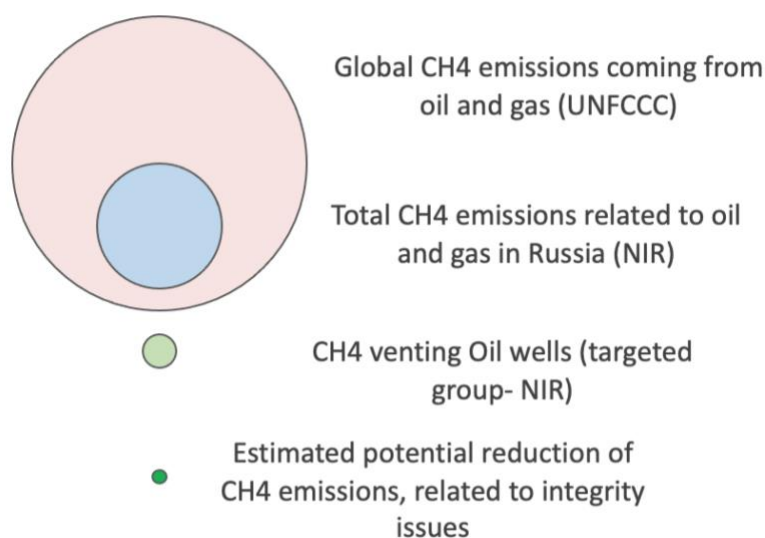 Global CH4 emissions coming from
oil and gas (UNFCCC)
Total CH4 emissions related to oil
and gas in Russia (NIR)
CH4 venting Oil wells (targeted
group- NIR)
Estimated potential reduction of
CH4 emissions, related to integrity
issues